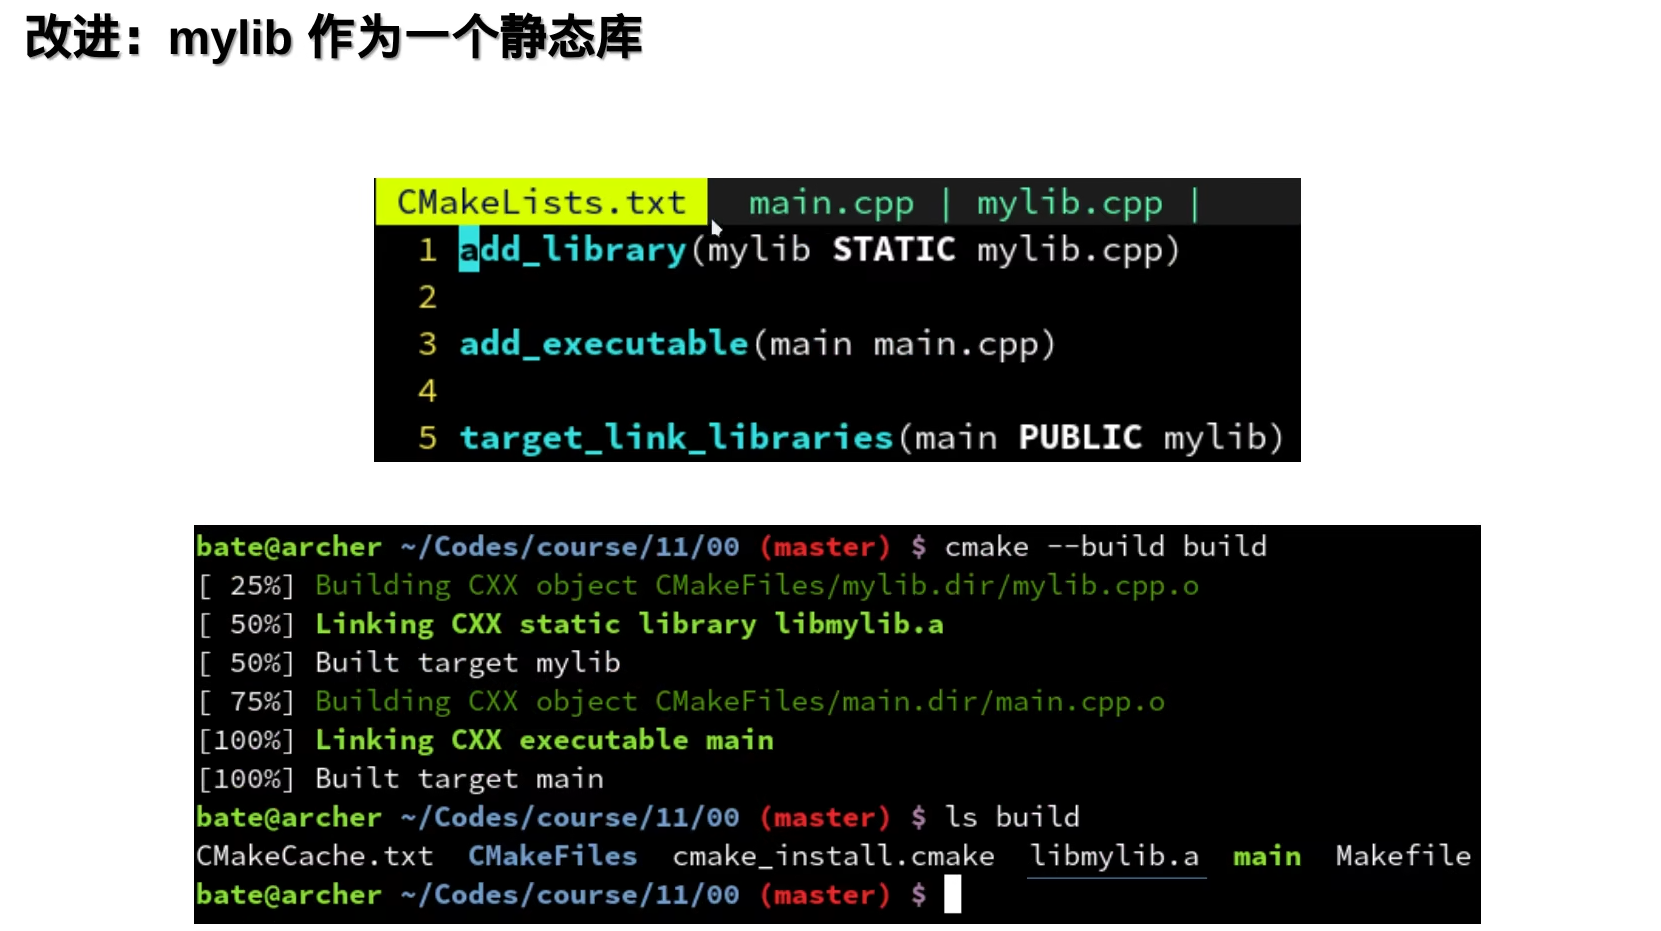 改进：mylib 作为一个静态库
CMakeLists.txt main.cpp | mylib.cpp |
1 add_library(mylib STATIC mylib.cpp)
2
3 add_executable(main main.cpp)
4
5 target_link_libraries(main PUBLIC mylib)
bate@archer ~/Codes/course/11/00 (master) $ cmake --build build
[ 25%] Building CXX object CMakeFiles/mylib.dir/mylib.cpp.o
[ 50%] Linking CXX static library libmylib.a
[ 50%] Built target mylib
[ 75%] Building CXX object CMakeFiles/main.dir/main.cpp.o
[100%] Linking CXX executable main
[100%] Built target main
bate@archer ~/Codes/course/11/00 (master) $ ls build
CMakeCache.txt CMakeFiles cmake_install.cmake libmylib.a main Makefile
bate@archer ~/Codes/course/11/00 (master) $